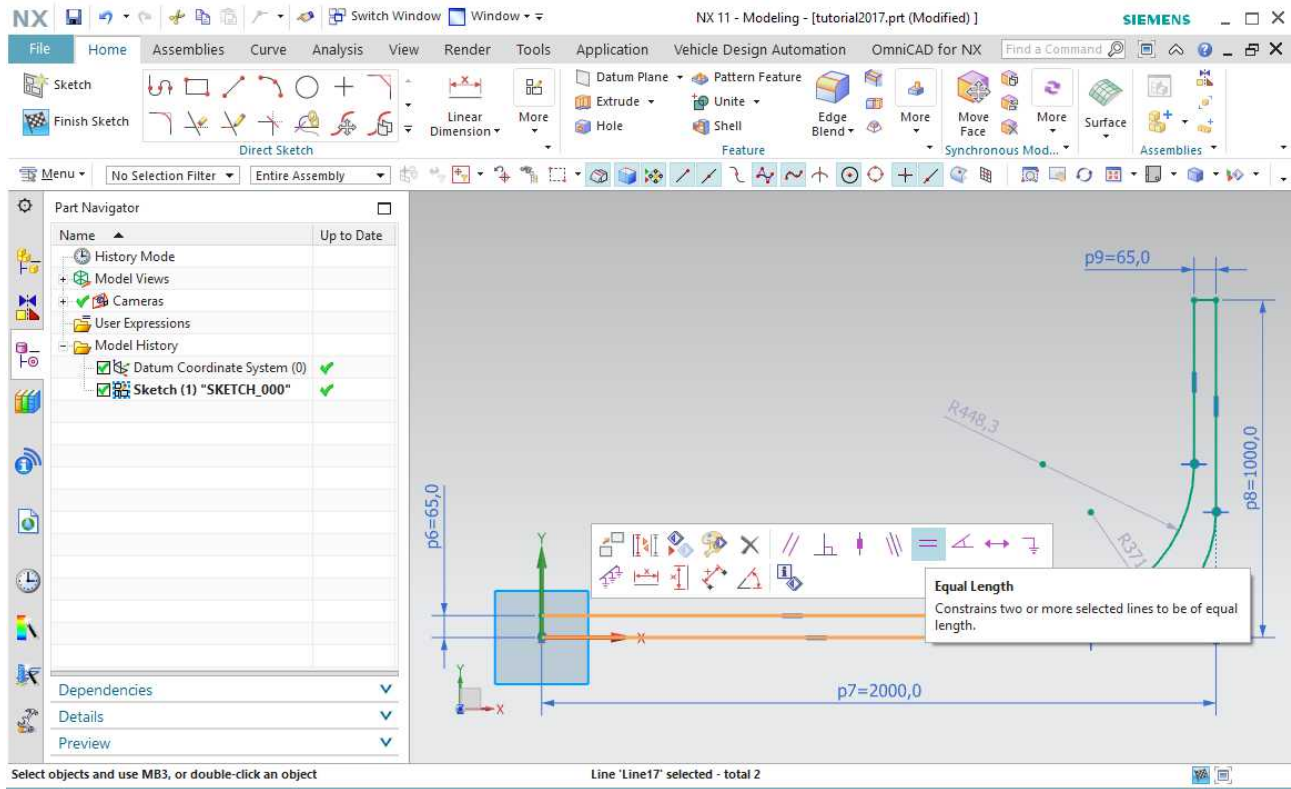 NX Switch Window Window NX 11 - Modeling - [tutorial2017.prt (Modified) ] SIEMENS
File Home Assemblies Curve Analysis View Render Tools Application Vehicle Design Automation OmniCAD for NX Find a Command
Sketch
Finish Sketch
Direct Sketch
Linear Dimension
More
Datum Plane
Extrude
Hole
Pattern Feature
Unite
Shell
Edge Blend
More
Feature
Move Face
More
Synchronous Mod...
Surface
Assemblies
Menu No Selection Filter Entire Assembly
Part Navigator
Name Up to Date
History Mode
Model Views
Cameras
User Expressions
Model History
Datum Coordinate System (0)
Sketch (1) "SKETCH_000"
Dependencies
Details
Preview
p9=65,0
R448,3
p8=1000,0
p6=65,0
R371
Y
X
Equal Length
Constrains two or more selected lines to be of equal
length.
p7=2000,0
Y
X
Select objects and use MB3, or double-click an object Line 'Line17' selected - total 2